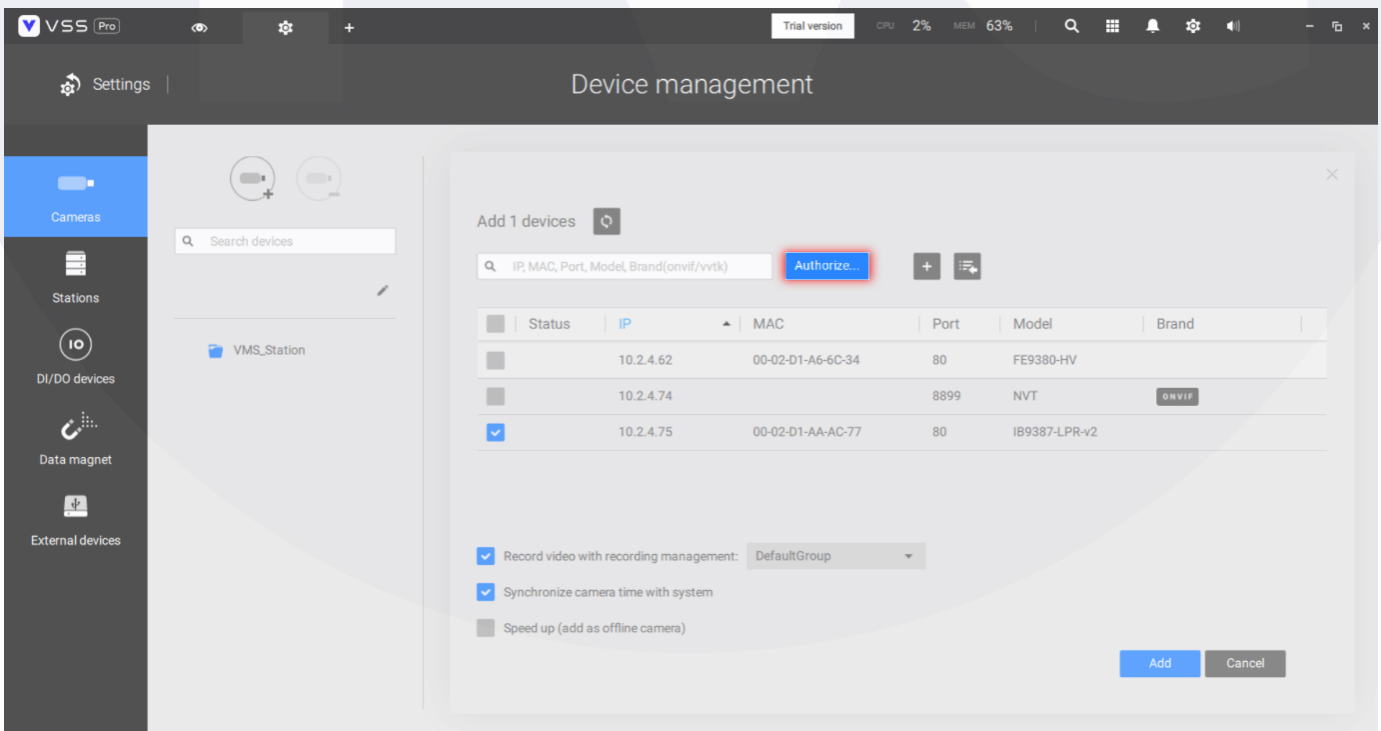 VSS Pro Trial version CPU 2% MEM 63%
Settings Device management
Cameras
Stations
IO
DI/DO devices
Data magnet
External devices
Search devices
VMS_Station
Add 1 devices
IP, MAC, Port, Model, Brand(onvif/vvtk) Authorize...
Status IP MAC Port Model Brand
10.2.4.62 00-02-D1-A6-6C-34 80 FE9380-HV
10.2.4.74 8899 NVT ONVIF
10.2.4.75 00-02-D1-AA-AC-77 80 IB9387-LPR-v2
Record video with recording management: DefaultGroup
Synchronize camera time with system
Speed up (add as offline camera)
Add Cancel